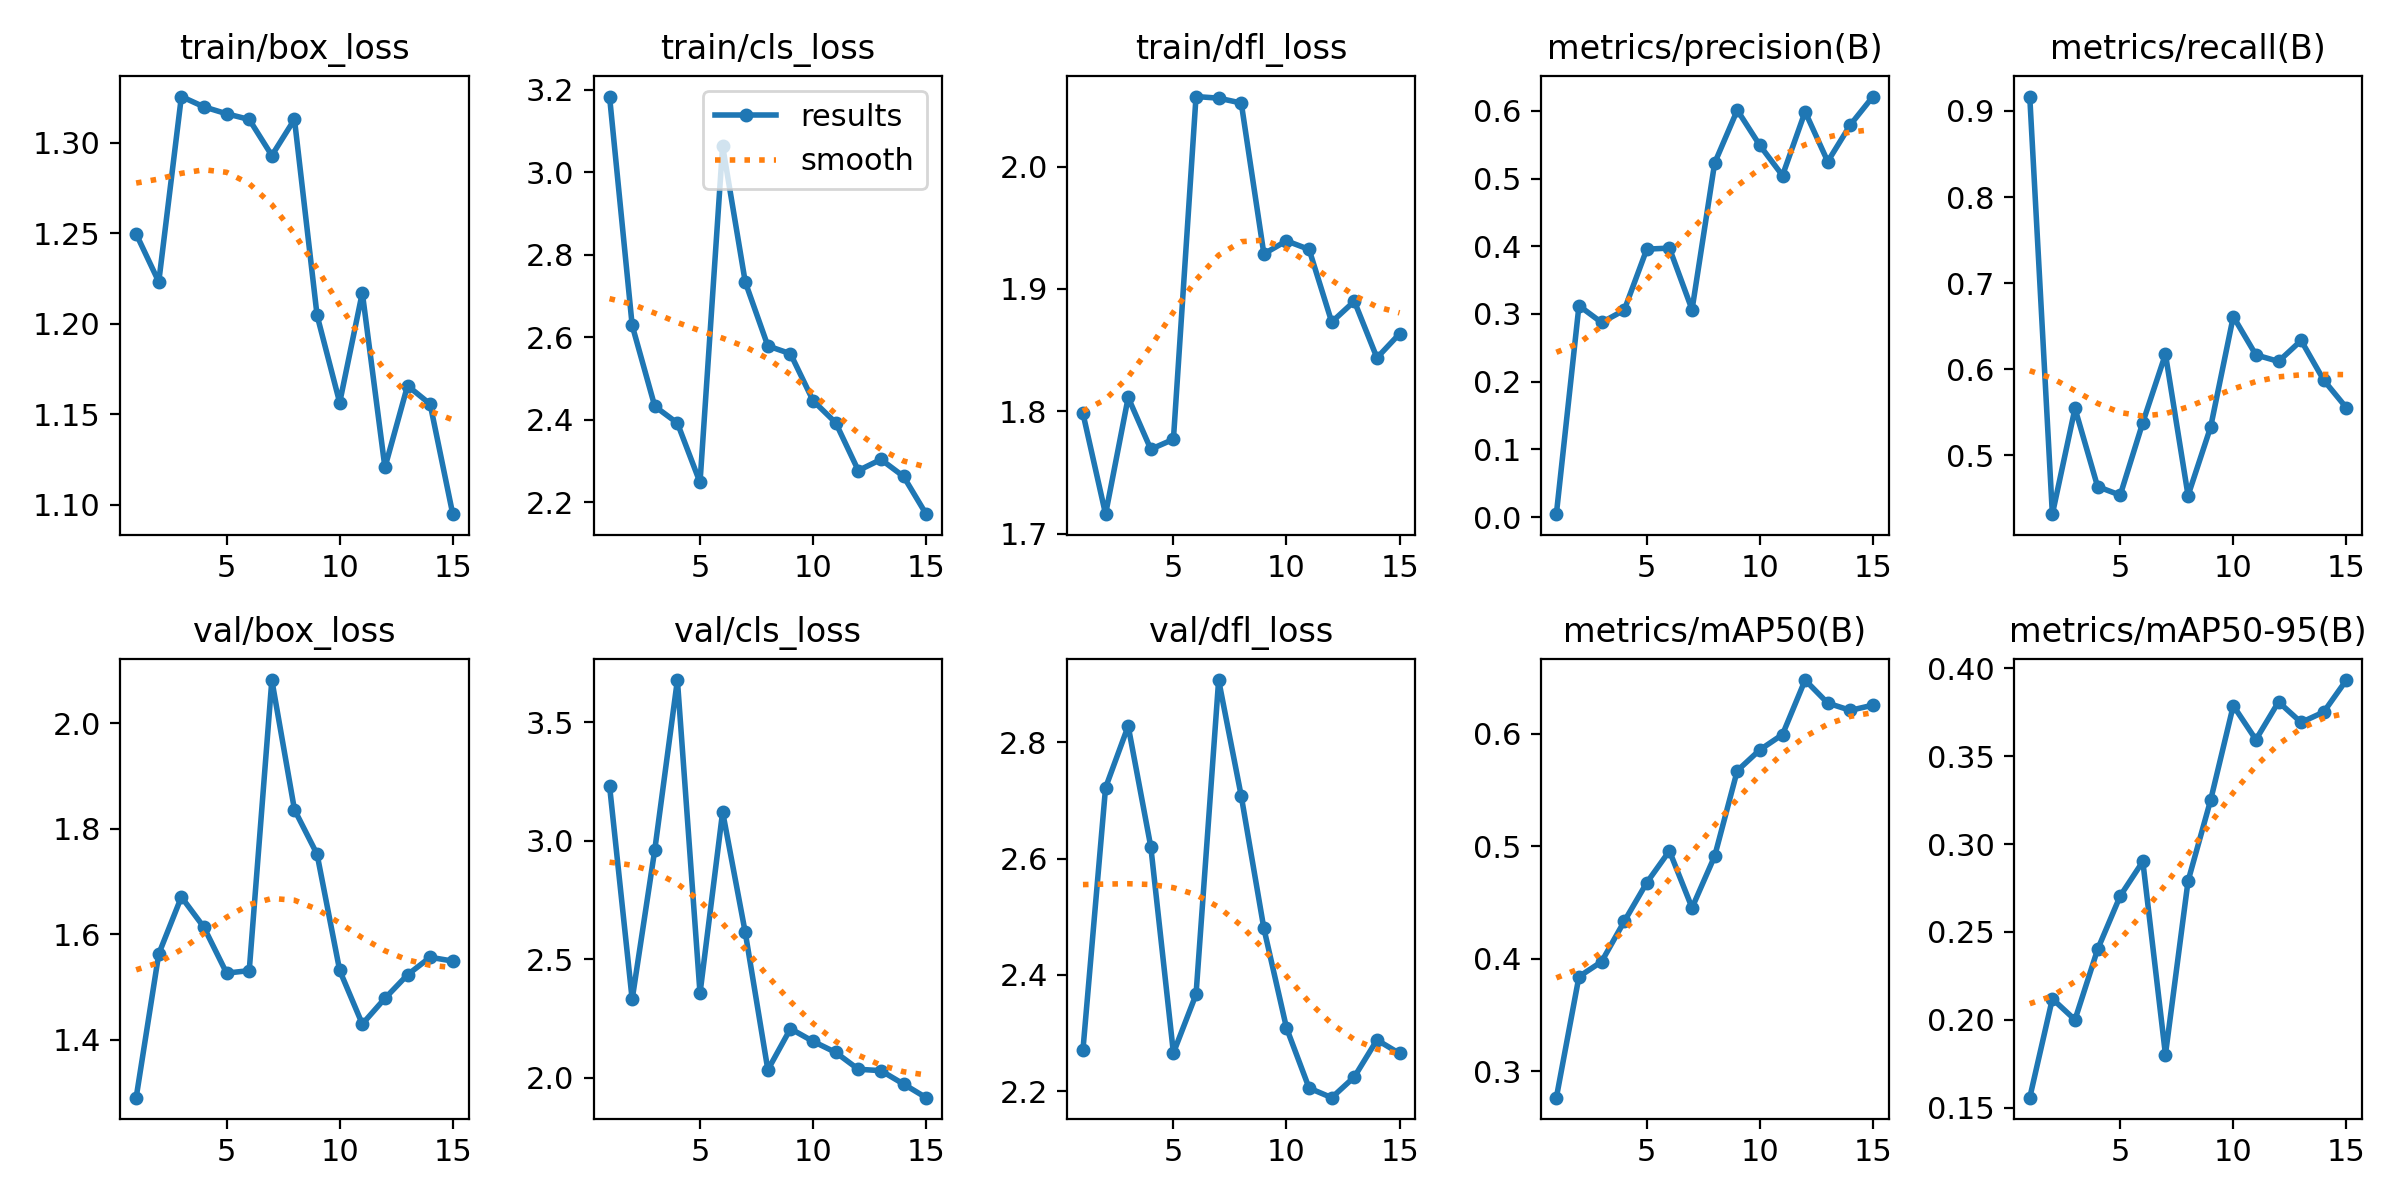 train/box_loss
train/cls_loss
train/dfl_loss
metrics/precision(B)
metrics/recall(B)
1.30
1.25
1.20
1.15
1.10
5 10 15
3.2
3.0
2.8
2.6
2.4
2.2
5 10 15
results
smooth
2.0
1.9
1.8
1.7
5 10 15
0.6
0.5
0.4
0.3
0.2
0.1
0.0
5 10 15
0.9
0.8
0.7
0.6
0.5
5 10 15
val/box_loss
val/cls_loss
val/dfl_loss
metrics/mAP50(B)
metrics/mAP50-95(B)
2.0
1.8
1.6
1.4
5 10 15
3.5
3.0
2.5
2.0
5 10 15
2.8
2.6
2.4
2.2
5 10 15
0.6
0.5
0.4
0.3
5 10 15
0.40
0.35
0.30
0.25
0.20
0.15
5 10 15